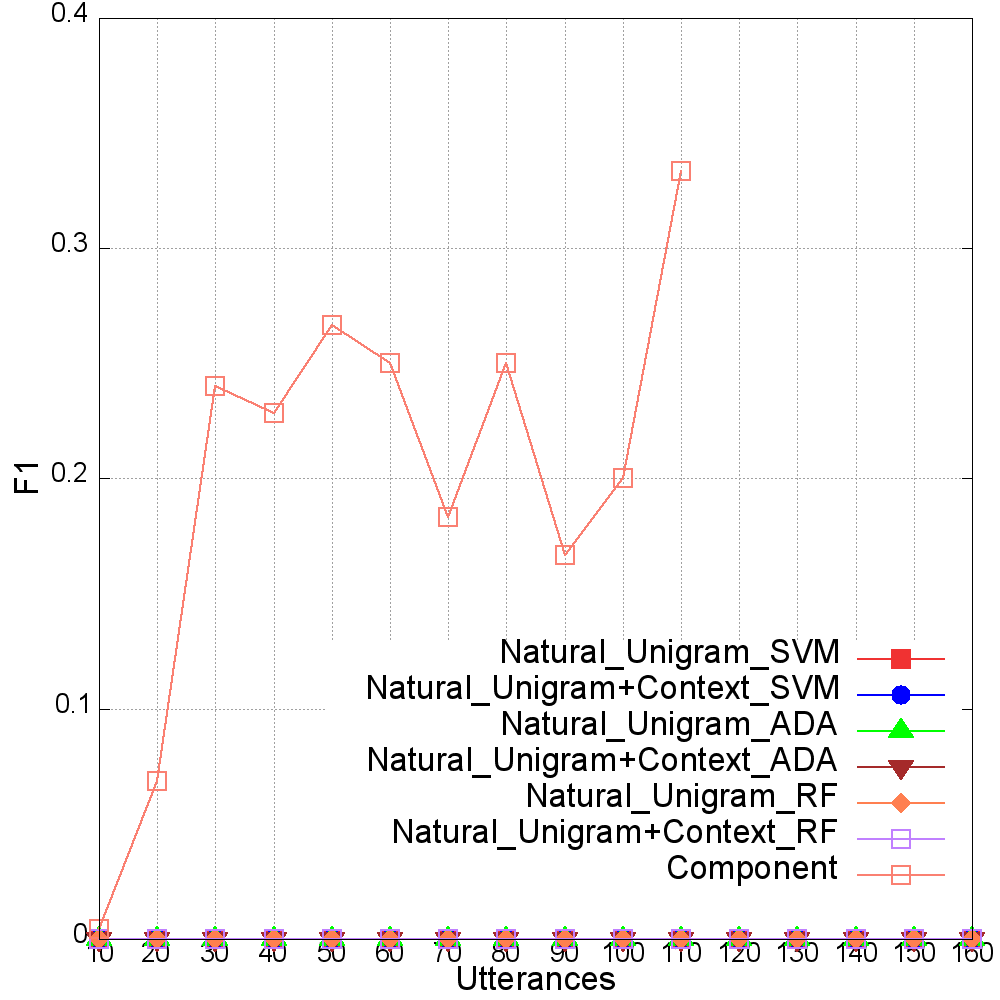 0.4
0.3
0.2
0.1
0
F1
10 20 30 40 50 60 70 80 90 100 110 120 130 140 150 160
Utterances
Natural_Unigram_SVM
Natural_Unigram+Context_SVM
Natural_Unigram_ADA
Natural_Unigram+Context_ADA
Natural_Unigram_RF
Natural_Unigram+Context_RF
Component